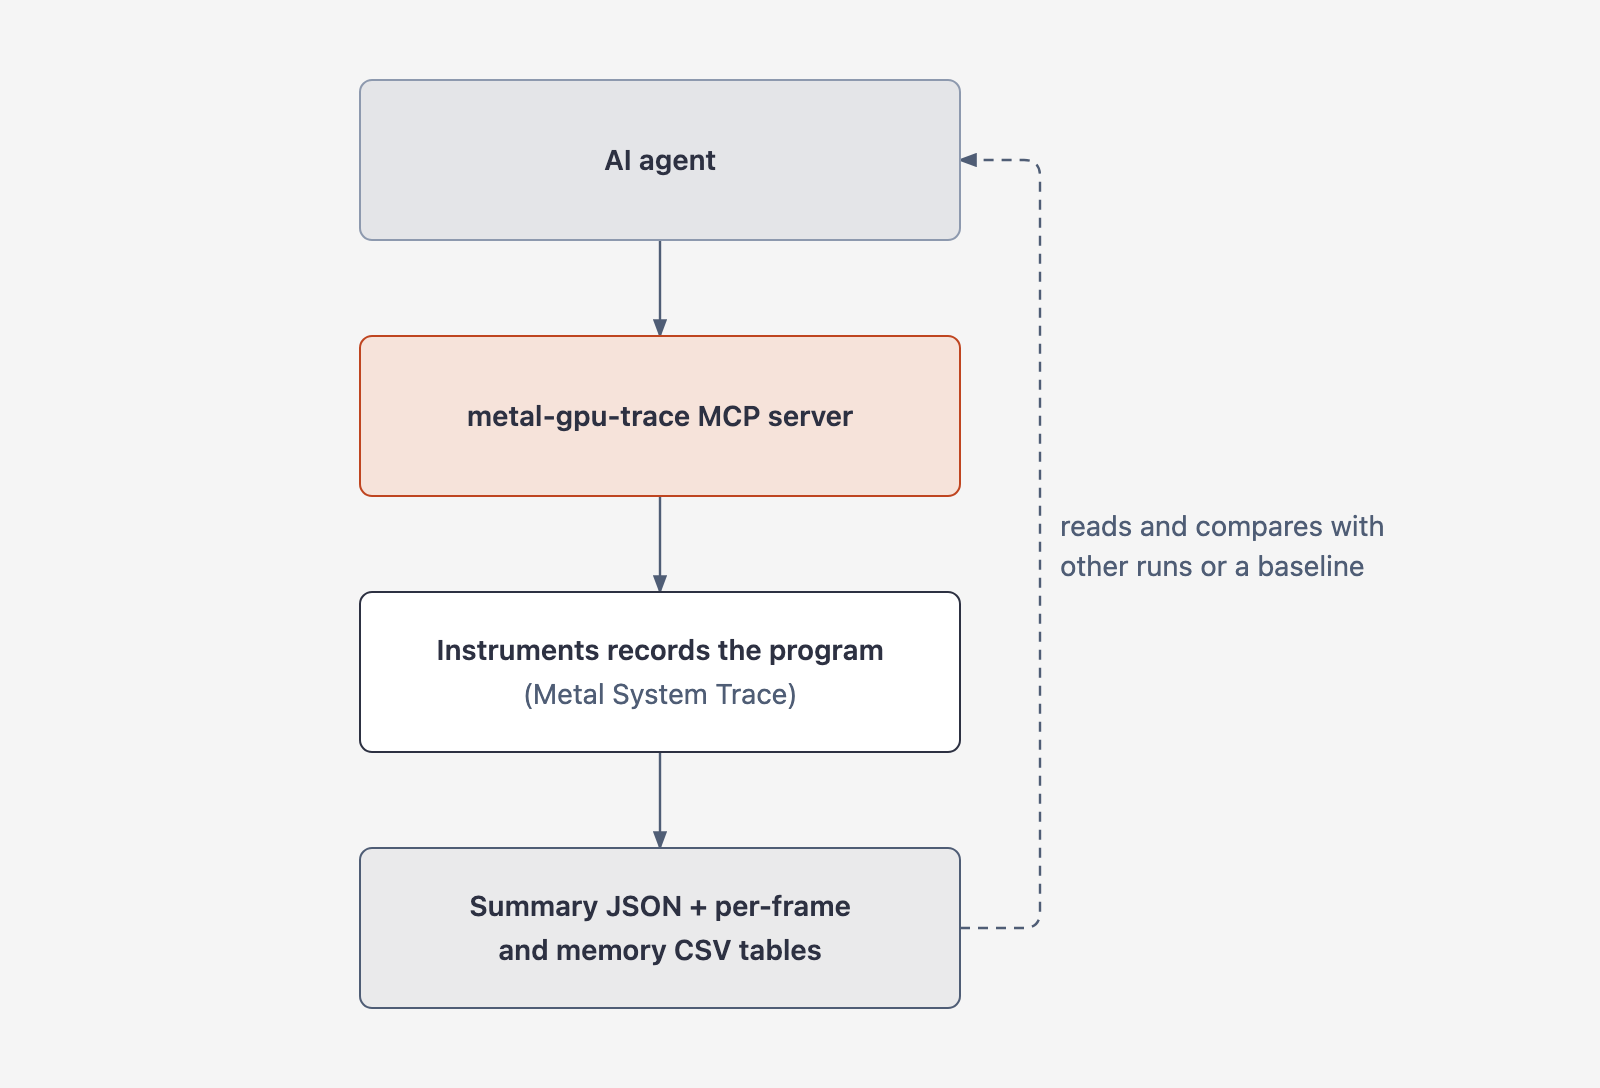 AI agent
metal-gpu-trace MCP server
reads and compares with
other runs or a baseline
Instruments records the program
(Metal System Trace)
Summary JSON + per-frame
and memory CSV tables